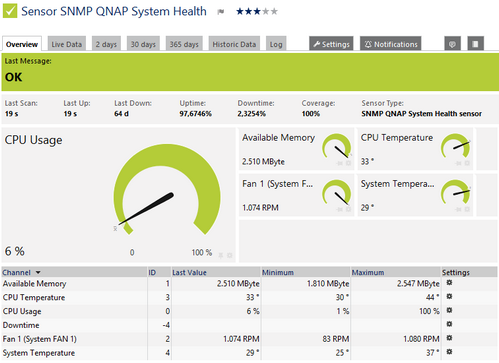 Sensor SNMP QNAP System Health
Overview Live Data 2 days 30 days 365 days Historic Data Log Settings Notifications
Last Message:
OK
Last Scan: Last Up: Last Down: Uptime: Downtime: Coverage: Sensor Type:
19 s 19 s 64 d 97,6746% 2,3254% 100% SNMP QNAP System Health sensor
CPU Usage
6 %
0 100 %
Available Memory
2.510 MByte
CPU Temperature
33 °
Fan 1 (System F...
1.074 RPM
System Tempera...
29 °
Channel ID Last Value Minimum Maximum Settings
Available Memory 1 2.510 MByte 1.810 MByte 2.547 MByte
CPU Temperature 3 33 ° 30 ° 44 °
CPU Usage 0 6 % 1 % 100 %
Downtime -4
Fan 1 (System FAN 1) 2 1.074 RPM 83 RPM 1.080 RPM
System Temperature 4 29 ° 25 ° 37 °